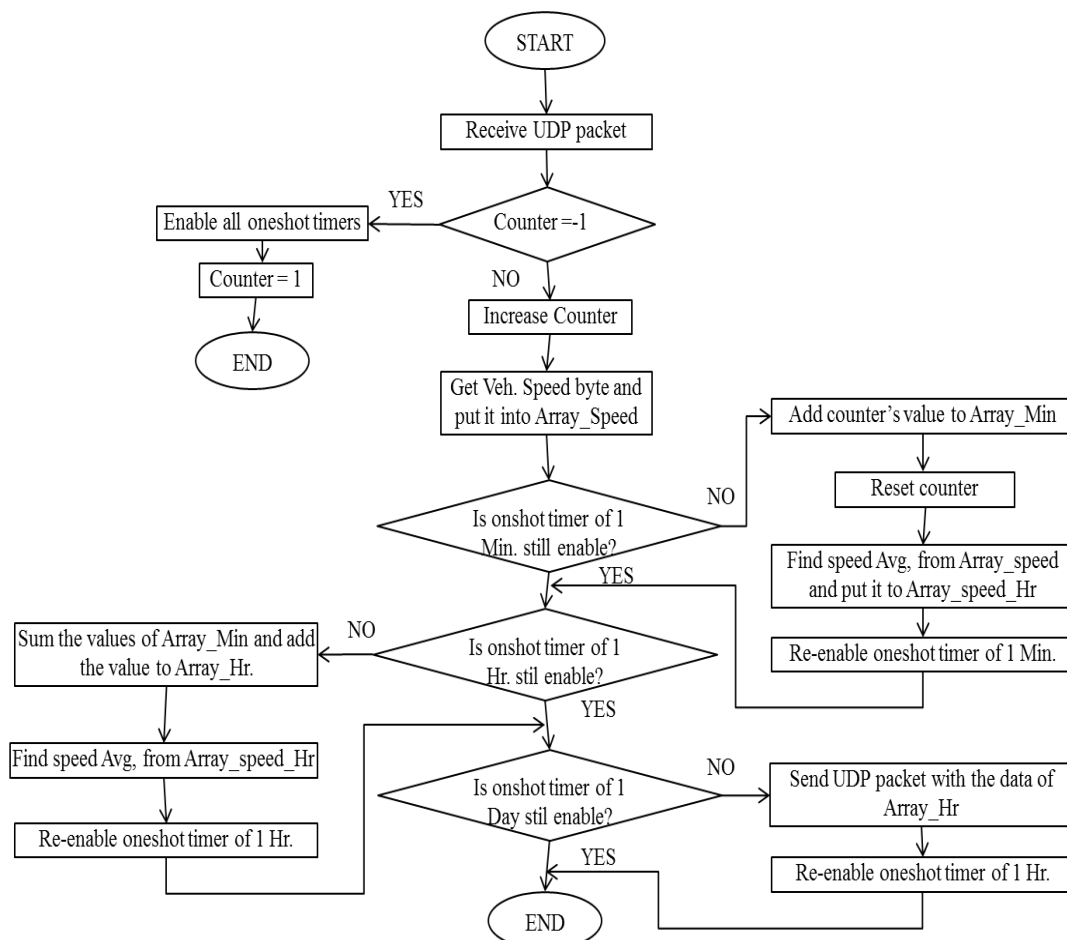 START
Receive UDP packet
YES
Enable all oneshot timers
Counter =-1
Counter = 1
NO
Increase Counter
END
Get Veh. Speed byte and
put it into Array_Speed
Add counter's value to Array_Min
NO
Reset counter
Is onshot timer of 1
Min. still enable?
Find speed Avg, from Array_speed
and put it to Array_speed_Hr
YES
NO
Sum the values of Array_Min and add
the value to Array_Hr.
Is onshot timer of 1
Hr. stil enable?
Re-enable oneshot timer of 1 Min.
YES
Find speed Avg, from Array_speed_Hr
NO
Is onshot timer of 1
Day stil enable?
Send UDP packet with the data of
Array_Hr
Re-enable oneshot timer of 1 Hr.
YES
Re-enable oneshot timer of 1 Hr.
END